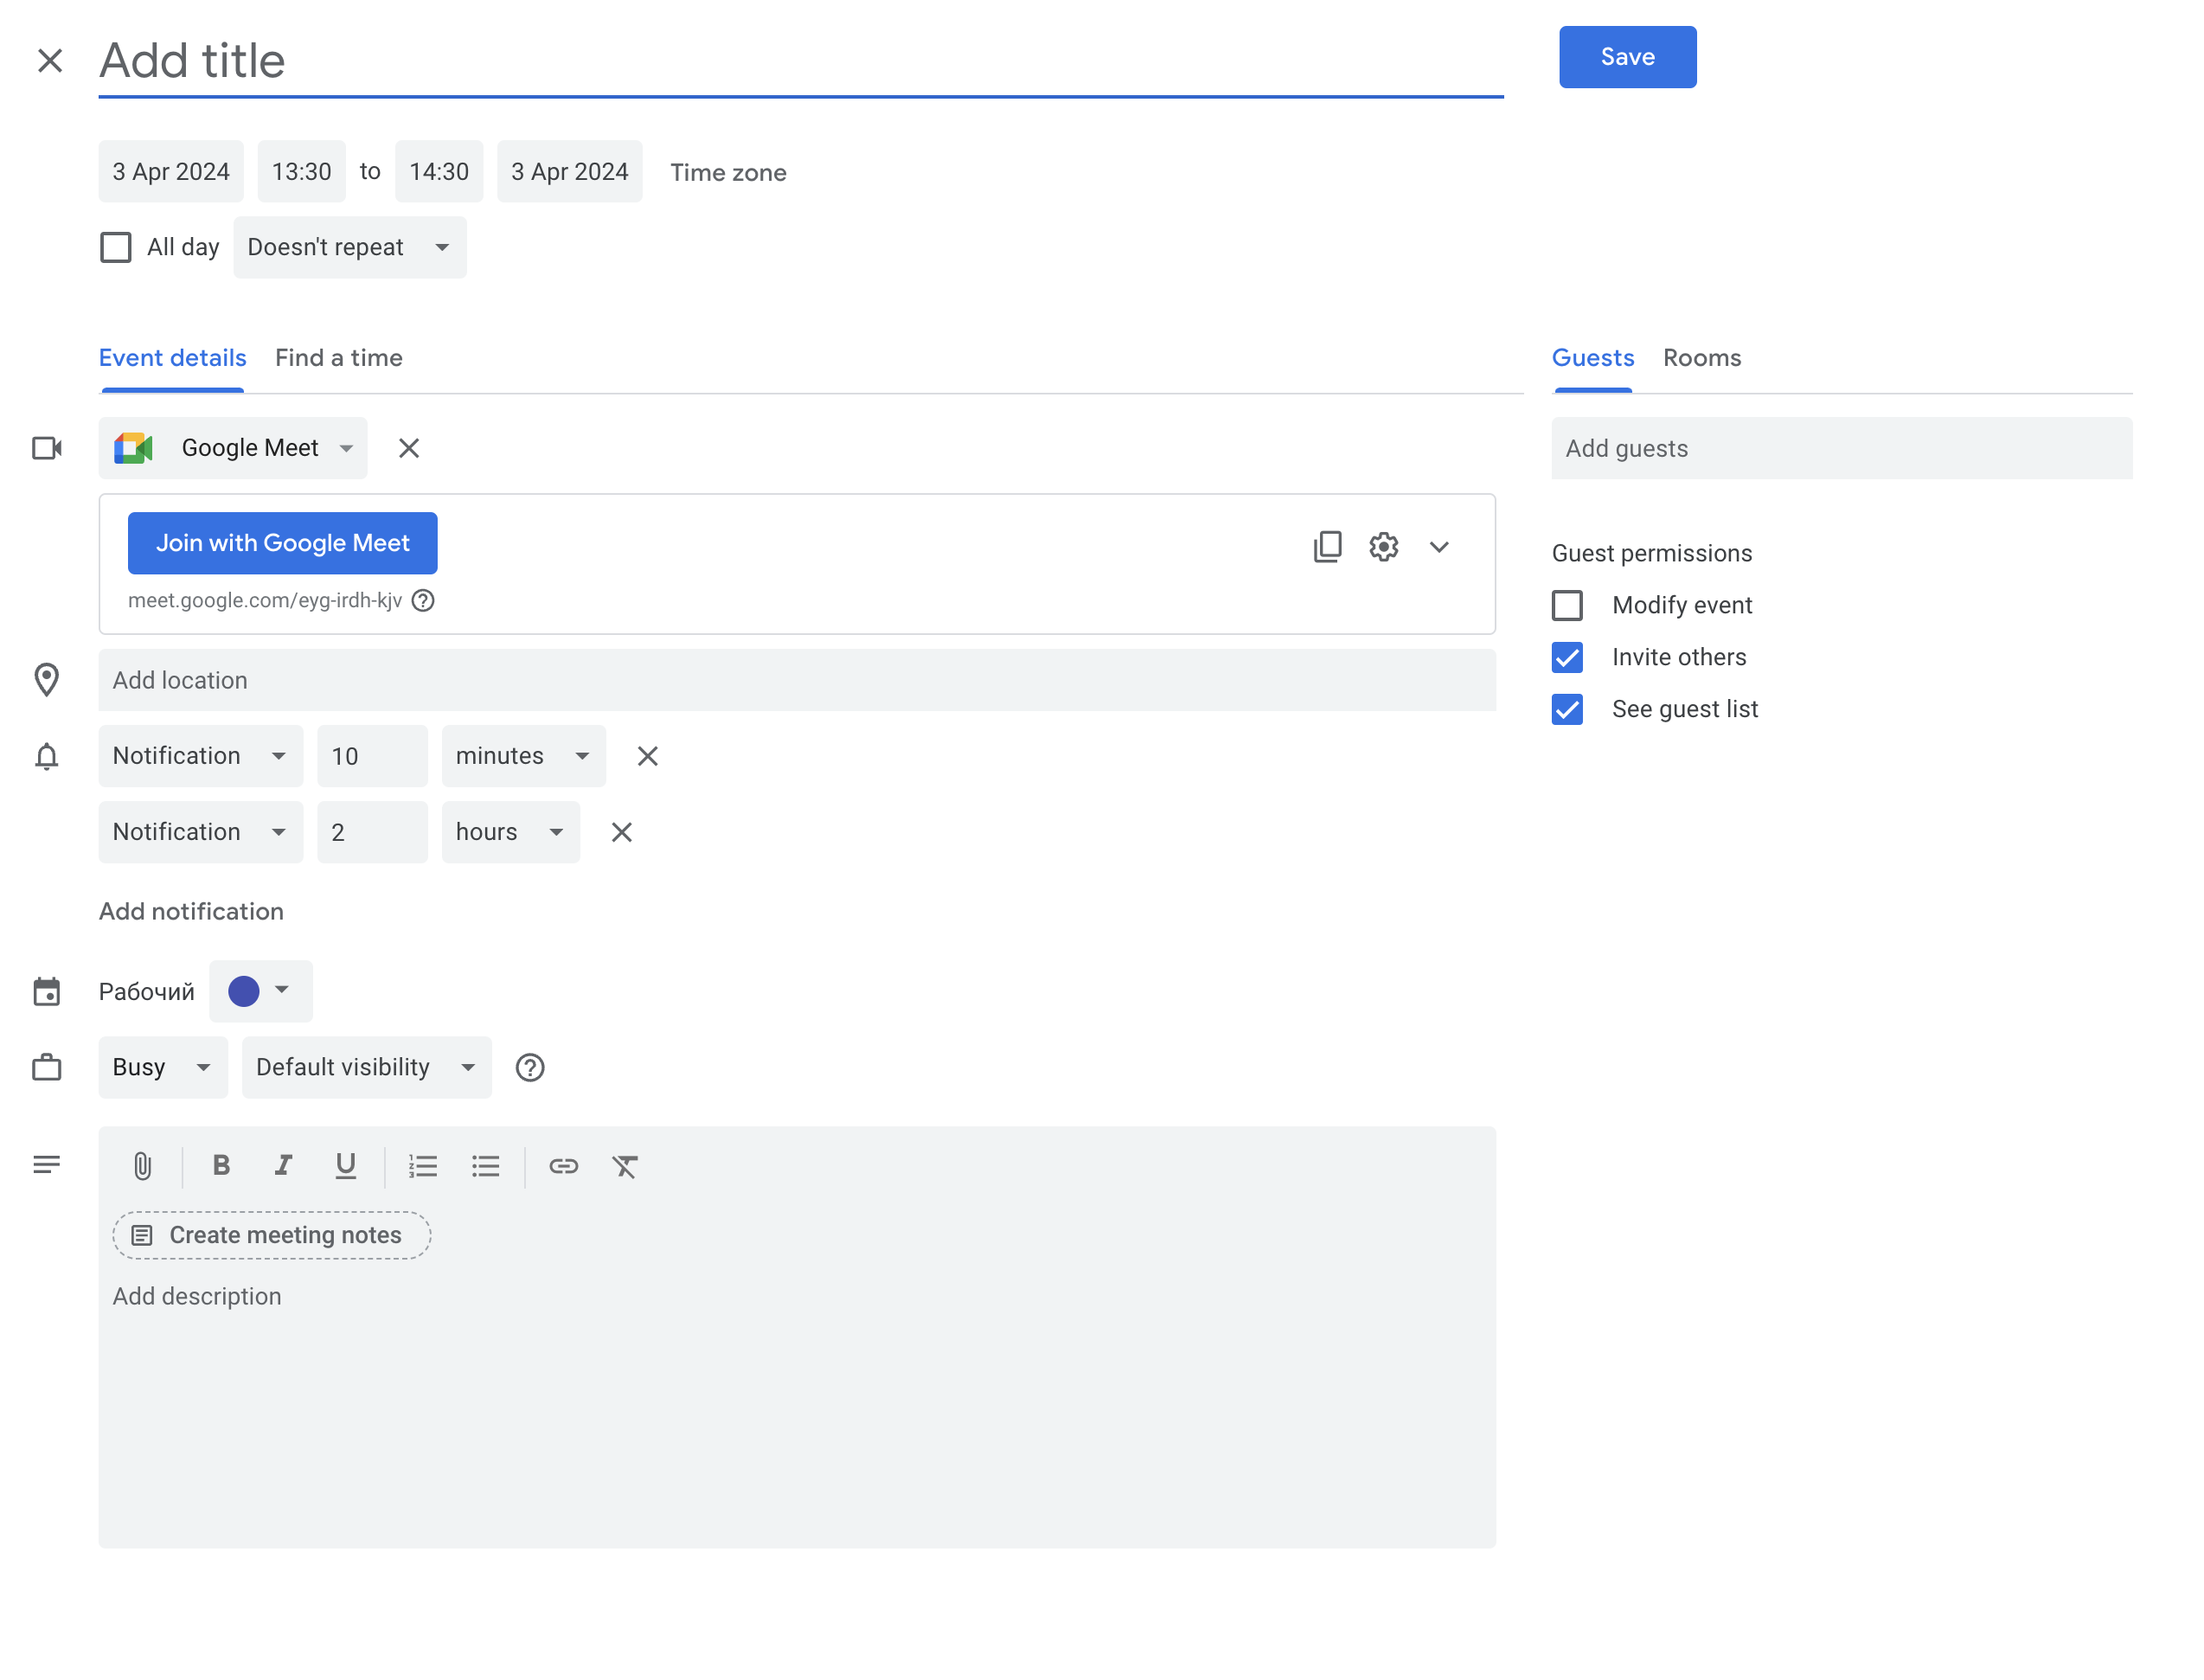 Add title
Save
3 Apr 2024 13:30 to 14:30 3 Apr 2024 Time zone
All day Doesn't repeat
Event details Find a time
Guests Rooms
Google Meet
Add guests
Join with Google Meet
meet.google.com/eyg-irdh-kjv
Guest permissions
Modify event
Invite others
See guest list
Add location
Notification 10 minutes
Notification 2 hours
Add notification
Рабочий
Busy Default visibility
B I U
Create meeting notes
Add description